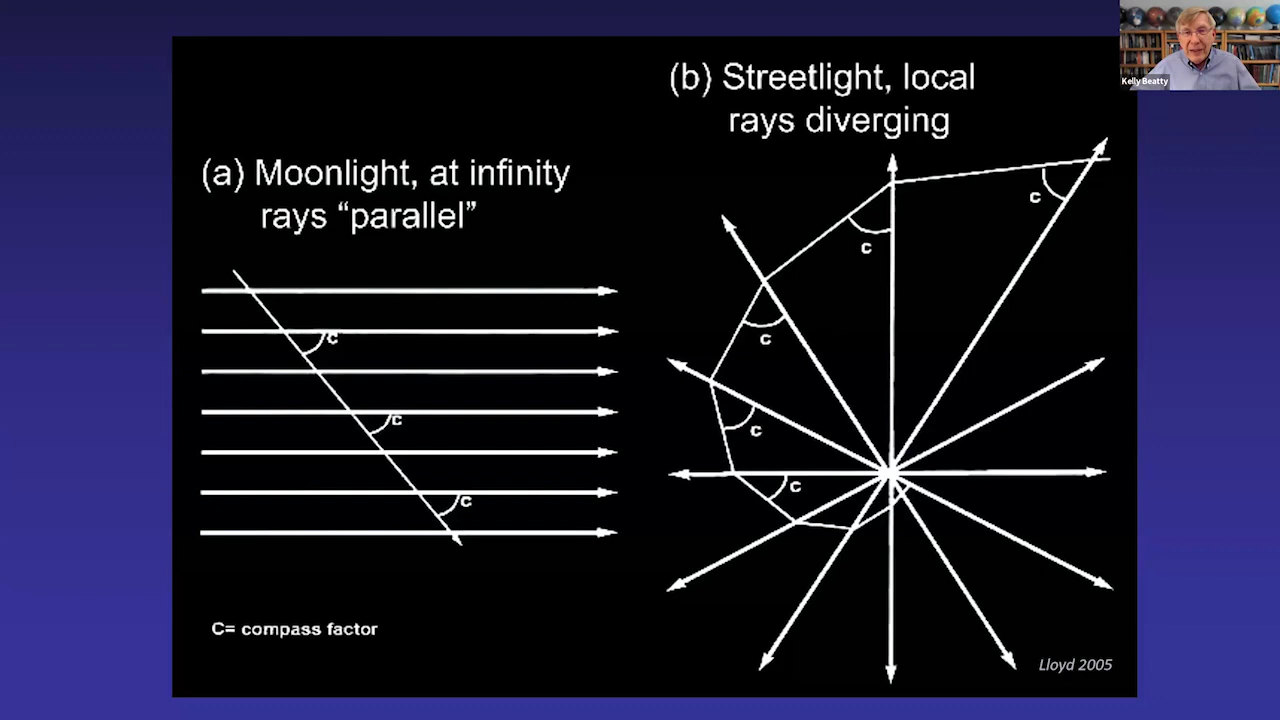 (a) Moonlight, at infinity
rays “parallel”
c
c
c
C= compass factor
(b) Streetlight, local
rays diverging
c
c
c
c
c
Lloyd 2005
Kelly Beatty